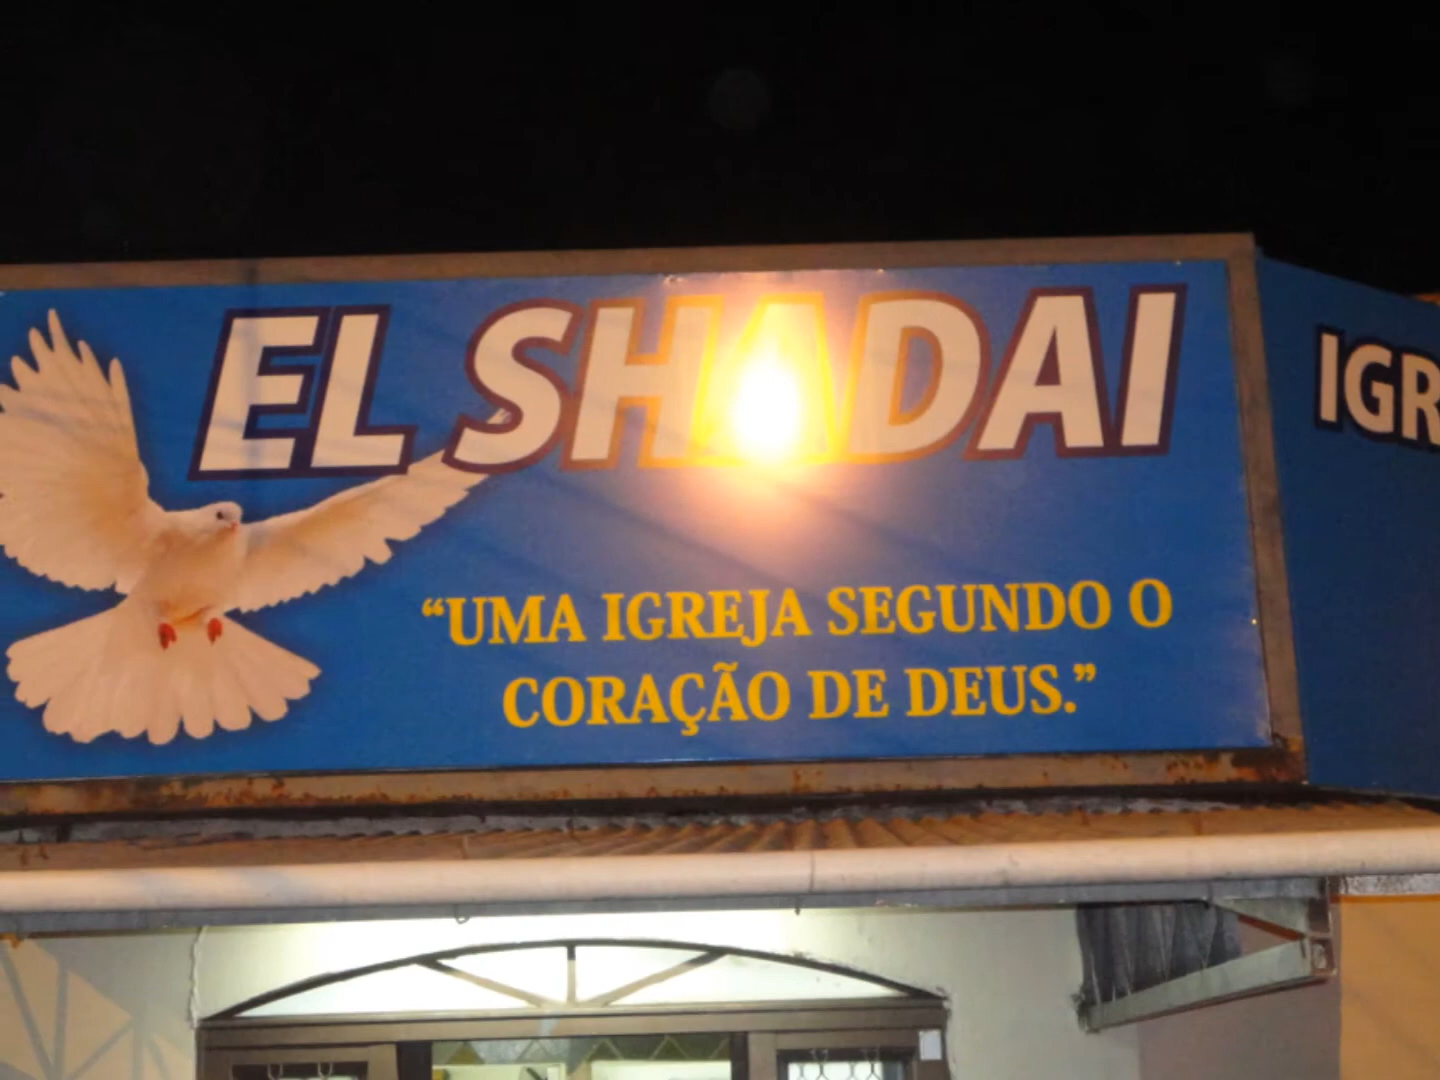 EL SHADAI
“UMA IGREJA SEGUNDO O
CORAÇÃO DE DEUS.”
IGR